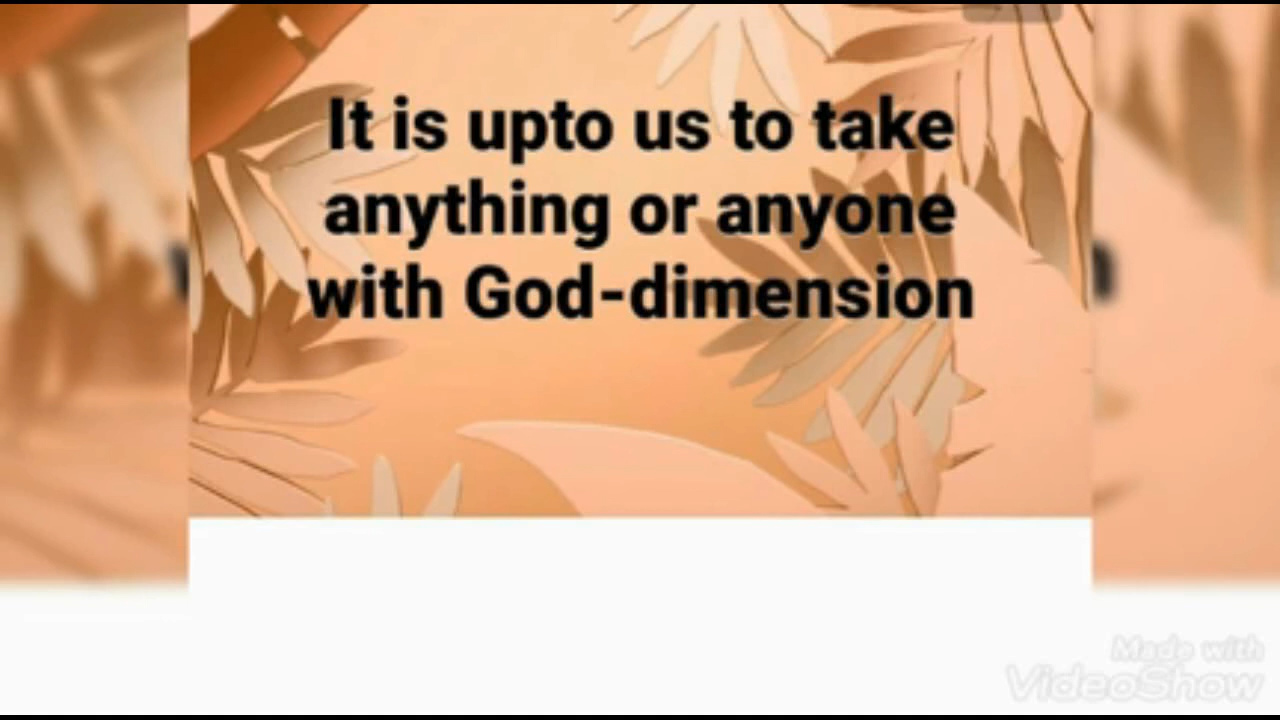 It is upto us to take
anything or anyone
with God-dimension
Made with
VideoShow